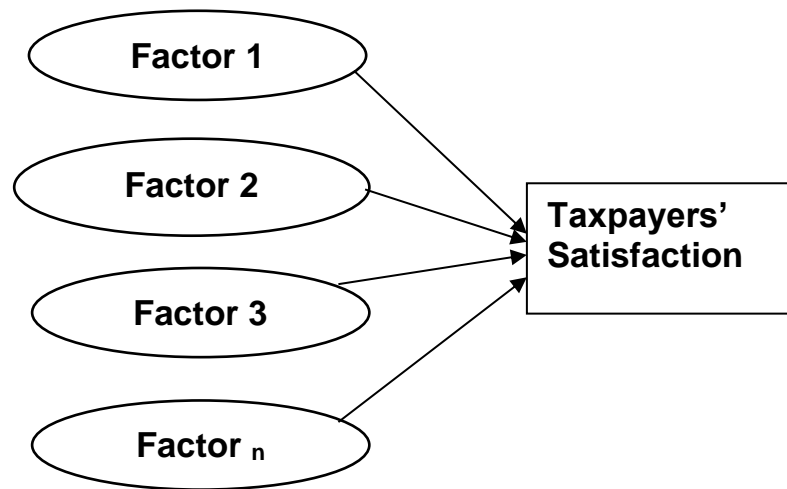 Factor 1
Factor 2
Taxpayers’
Satisfaction
Factor 3
Factor n